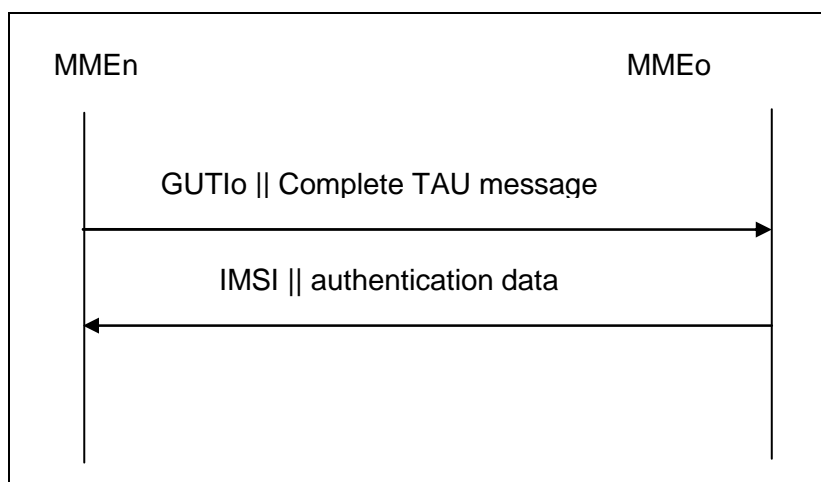 MMEn MMEo
GUTIo || Complete TAU message
IMSI || authentication data